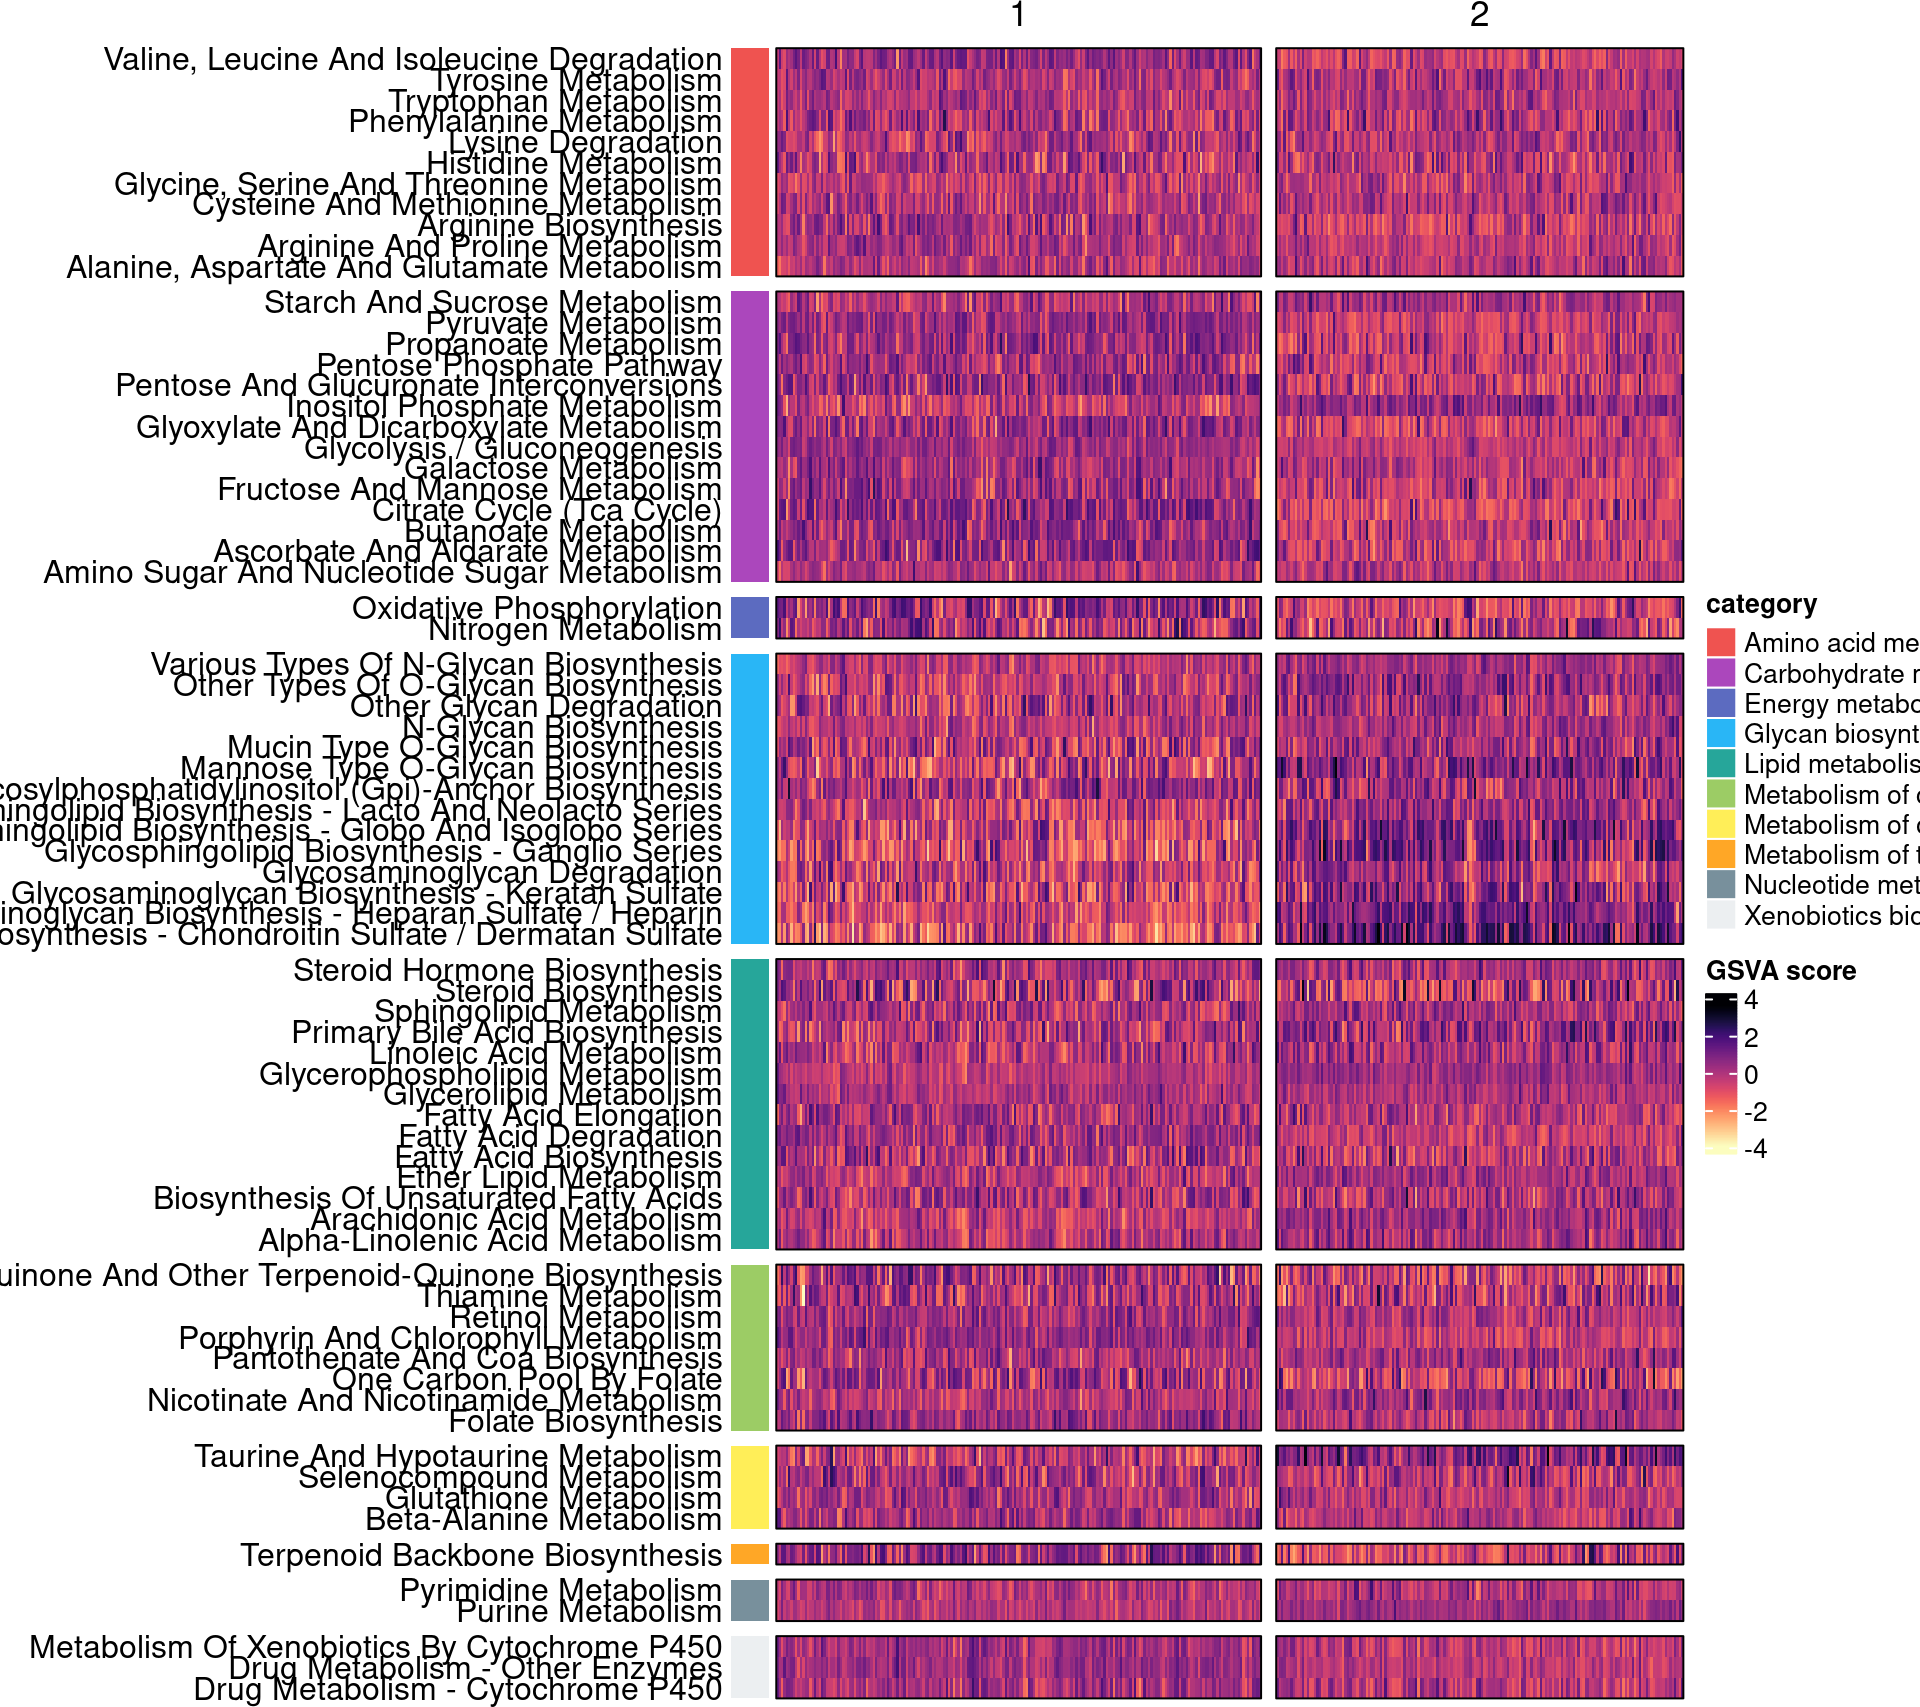 1
2
Valine, Leucine And Isoleucine Degradation
Tyrosine Metabolism
Tryptophan Metabolism
Phenylalanine Metabolism
Lysine Degradation
Histidine Metabolism
Glycine, Serine And Threonine Metabolism
Cysteine And Methionine Metabolism
Arginine Biosynthesis
Arginine And Proline Metabolism
Alanine, Aspartate And Glutamate Metabolism
Starch And Sucrose Metabolism
Pyruvate Metabolism
Propanoate Metabolism
Pentose Phosphate Pathway
Pentose And Glucuronate Interconversions
Inositol Phosphate Metabolism
Glyoxylate And Dicarboxylate Metabolism
Glycolysis / Gluconeogenesis
Galactose Metabolism
Fructose And Mannose Metabolism
Citrate Cycle (Tca Cycle)
Butanoate Metabolism
Ascorbate And Aldarate Metabolism
Amino Sugar And Nucleotide Sugar Metabolism
Oxidative Phosphorylation
Nitrogen Metabolism
Various Types Of N-Glycan Biosynthesis
Other Types Of O-Glycan Biosynthesis
Other Glycan Degradation
N-Glycan Biosynthesis
Mucin Type O-Glycan Biosynthesis
Mannose Type O-Glycan Biosynthesis
cosylphosphatidylinositol (Gpi)-Anchor Biosynthesis
ingolipid Biosynthesis - Lacto And Neolacto Series
ingolipid Biosynthesis - Globo And Isoglobo Series
Glycosphingolipid Biosynthesis - Ganglio Series
Glycosaminoglycan Degradation
Glycosaminoglycan Biosynthesis - Keratan Sulfate
inoglycan Biosynthesis - Heparan Sulfate / Heparin
osynthesis - Chondroitin Sulfate / Dermatan Sulfate
Steroid Hormone Biosynthesis
Steroid Biosynthesis
Sphingolipid Metabolism
Primary Bile Acid Biosynthesis
Linoleic Acid Metabolism
Glycerophospholipid Metabolism
Glycerolipid Metabolism
Fatty Acid Elongation
Fatty Acid Degradation
Fatty Acid Biosynthesis
Ether Lipid Metabolism
Biosynthesis Of Unsaturated Fatty Acids
Arachidonic Acid Metabolism
Alpha-Linolenic Acid Metabolism
uinone And Other Terpenoid-Quinone Biosynthesis
Thiamine Metabolism
Retinol Metabolism
Porphyrin And Chlorophyll Metabolism
Pantothenate And Coa Biosynthesis
One Carbon Pool By Folate
Nicotinate And Nicotinamide Metabolism
Folate Biosynthesis
Taurine And Hypotaurine Metabolism
Selenocompound Metabolism
Glutathione Metabolism
Beta-Alanine Metabolism
Terpenoid Backbone Biosynthesis
Pyrimidine Metabolism
Purine Metabolism
Metabolism Of Xenobiotics By Cytochrome P450
Drug Metabolism - Other Enzymes
Drug Metabolism - Cytochrome P450
category
Amino acid me
Carbohydrate
Energy metabo
Glycan biosynt
Lipid metabolis
Metabolism of
Metabolism of
Metabolism of t
Nucleotide met
Xenobiotics bio
GSVA score
4
2
0
-2
-4